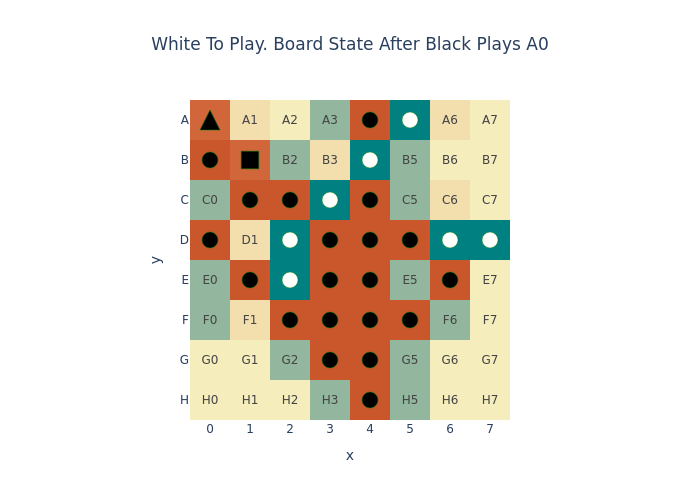 White To Play. Board State After Black Plays A0
A A1 A2 A3 A6 A7
B B2 B3 B5 B6 B7
C C0 C5 C6 C7
D D1
E E0 E5 E7
F F0 F1 F6 F7
G G0 G1 G2 G5 G6 G7
H H0 H1 H2 H3 H5 H6 H7
0 1 2 3 4 5 6 7
x
y